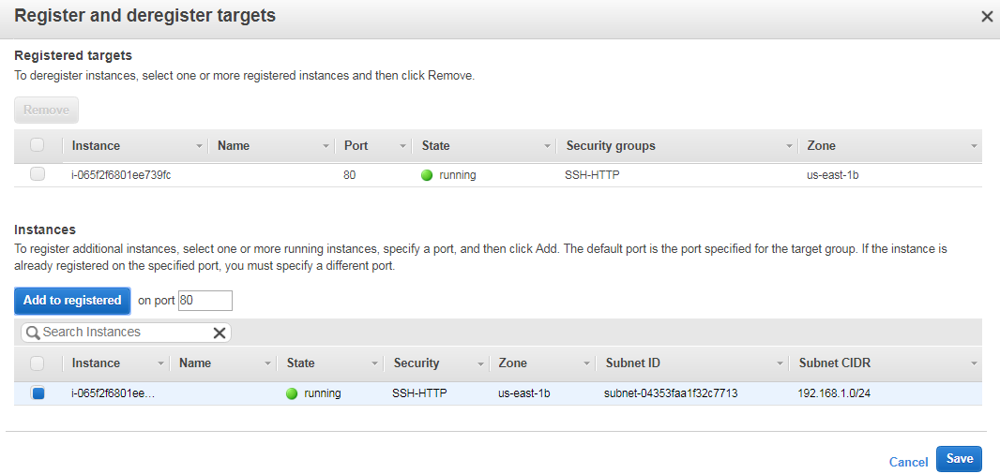 Register and deregister targets
Registered targets
To deregister instances, select one or more registered instances and then click Remove.
Remove
Instance Name Port State Security groups Zone
i-065f2f6801ee739fc 80 running SSH-HTTP us-east-1b
Instances
To register additional instances, select one or more running instances, specify a port, and then click Add. The default port is the port specified for the target group. If the instance is
already registered on the specified port, you must specify a different port.
Add to registered on port 80
Search Instances
Instance Name State Security Zone Subnet ID Subnet CIDR
i-065f2f6801ee... running SSH-HTTP us-east-1b subnet-04353faa1f32c7713 192.168.1.0/24
Cancel Save